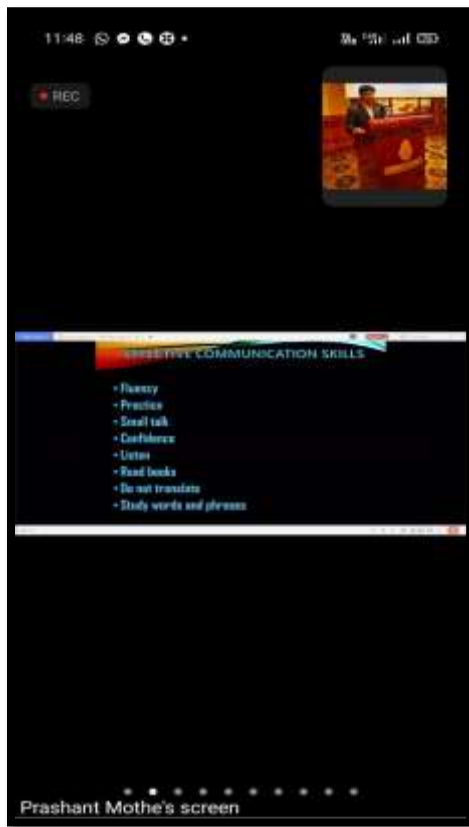 11:48
REC
EFFECTIVE COMMUNICATION SKILLS
• Fluency
• Practice
• Small talk
• Confidence
• Listen
• Read books
• Do not translate
• Study words and phrases
Prashant Mothe's screen